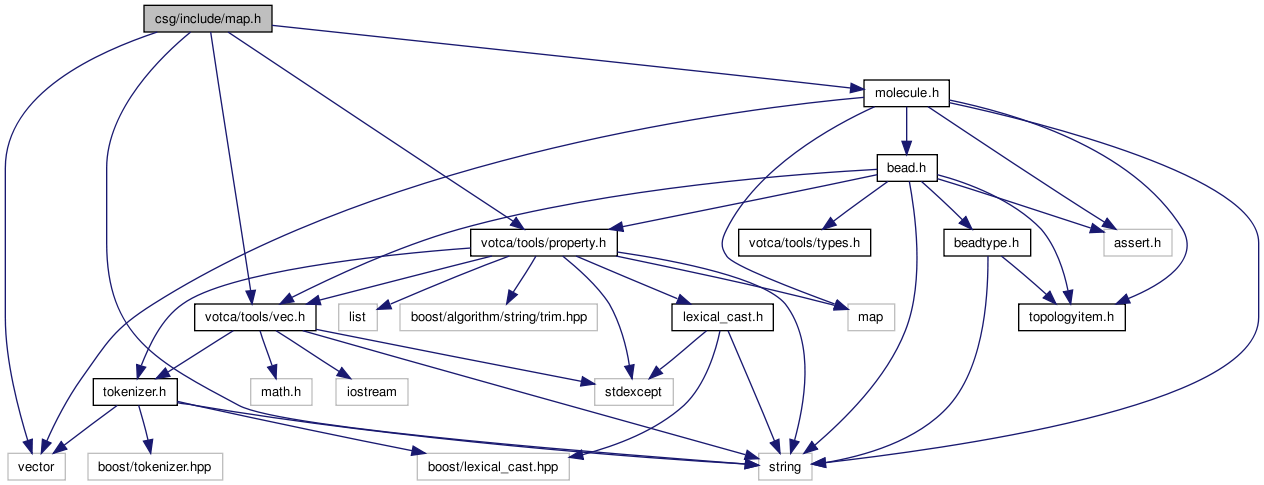 csg/include/map.h
molecule.h
bead.h
votca/tools/property.h
votca/tools/types.h
beadtype.h
assert.h
votca/tools/vec.h
list
boost/algorithm/string/trim.hpp
lexical_cast.h
map
topologyitem.h
tokenizer.h
math.h
iostream
stdexcept
vector
boost/tokenizer.hpp
boost/lexical_cast.hpp
string